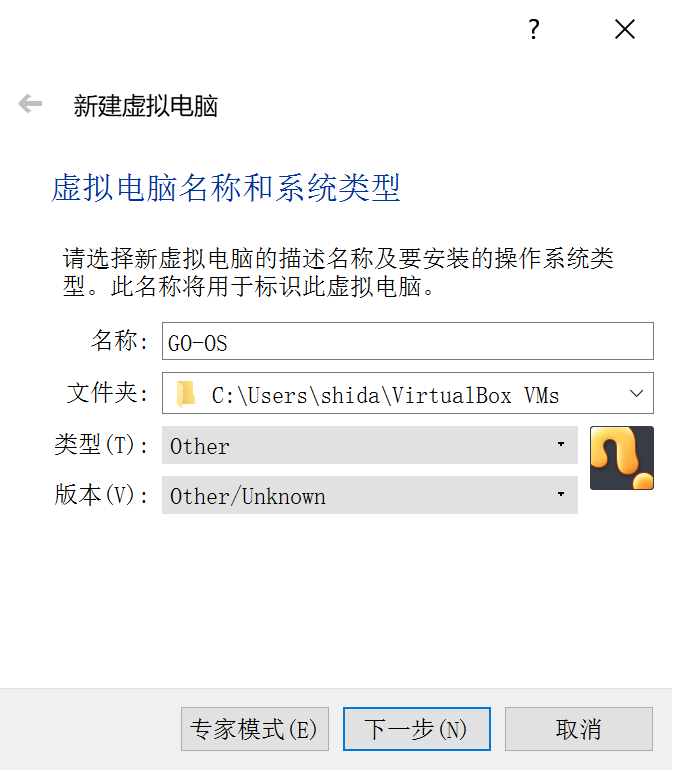 ?
新建虚拟电脑
虚拟电脑名称和系统类型
请选择新虚拟电脑的描述名称及要安装的操作系统类
型。此名称将用于标识此虚拟电脑。
名称: GO-OS
文件夹: C:\Users\shida\VirtualBox VMs
类型(T): Other
版本(V): Other/Unknown
专家模式(E) 下一步(N) 取消